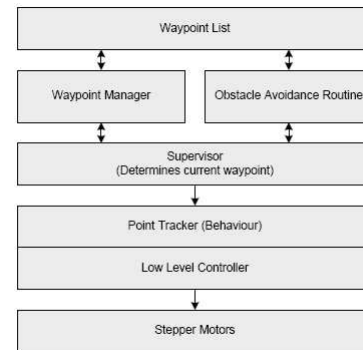 Waypoint List
Waypoint Manager
Obstacle Avoidance Routine
Supervisor
(Determines current waypoint)
Point Tracker (Behaviour)
Low Level Controller
Stepper Motors